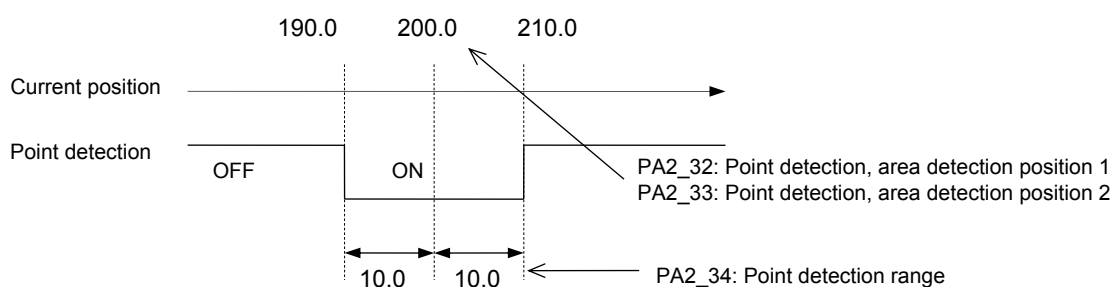 190.0 200.0 210.0
Current position
Point detection
OFF ON
PA2_32: Point detection, area detection position 1
PA2_33: Point detection, area detection position 2
10.0 10.0
PA2_34: Point detection range